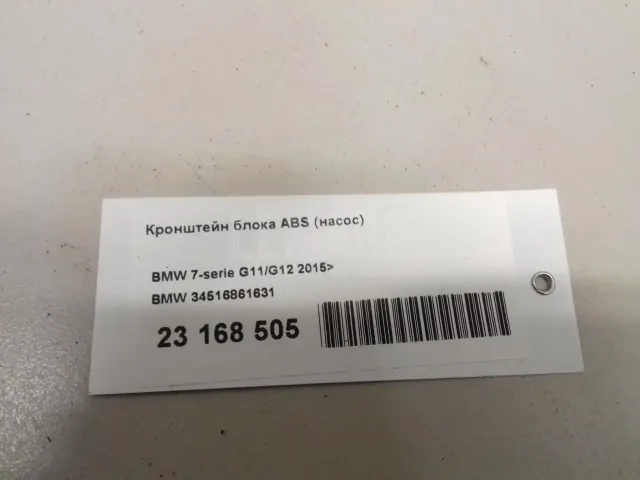 Кронштейн блока ABS (насос)
BMW 7-serie G11/G12 2015>
BMW 34516861631
23 168 505